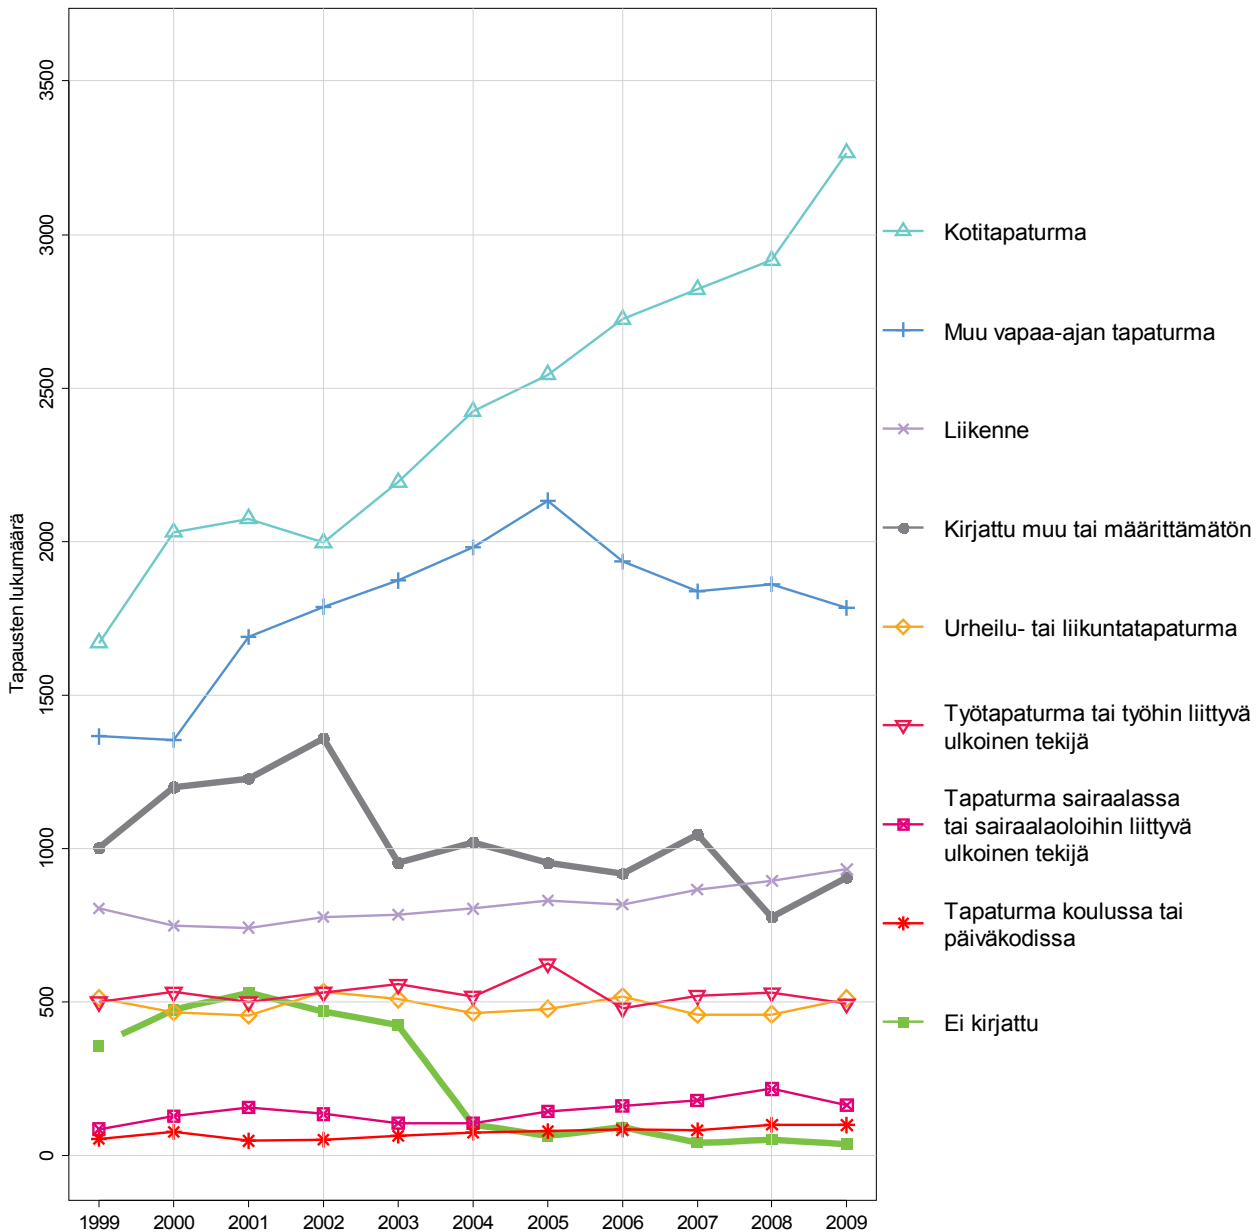 3500
3000
2500
2000
1500
1000
500
0
Tapausten lukumäärä
1999 2000 2001 2002 2003 2004 2005 2006 2007 2008 2009
Kotitapaturma
Muu vapaa-ajan tapaturma
Liikenne
Kirjattu muu tai määrittämätön
Urheilu- tai liikuntatapaturma
Työtapaturma tai työhin liittyvä
ulkoinen tekijä
Tapaturma sairaalassa
tai sairaalaoloihin liittyvä
ulkoinen tekijä
Tapaturma koulussa tai
päiväkodissa
Ei kirjattu